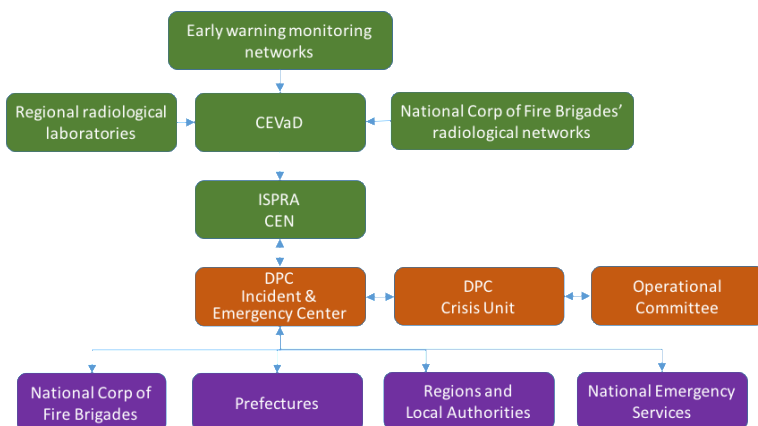 Early warning monitoring
networks
Regional radiological
laboratories
CEVaD
National Corp of Fire Brigades’
radiological networks
ISPRA
CEN
DPC
Incident &
Emergency Center
DPC
Crisis Unit
Operational
Committee
National Corp of
Fire Brigades
Prefectures
Regions and
Local Authorities
National Emergency
Services